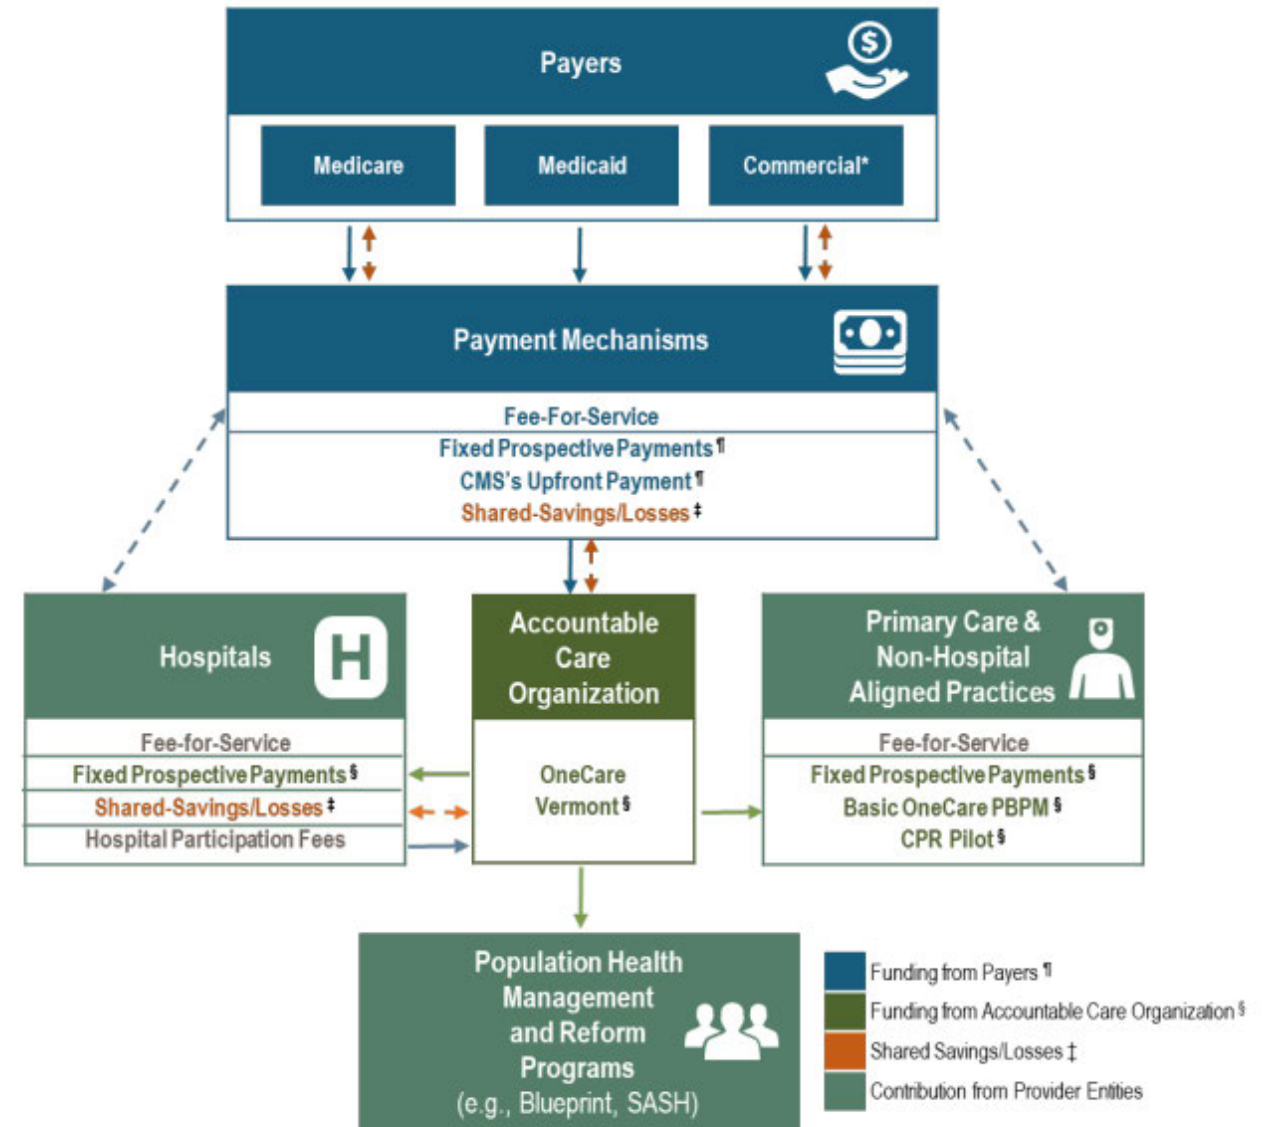 Payers
$
Medicare
Medicaid
Commercial*
Payment Mechanisms
Fee-For-Service
Fixed Prospective Payments¶
CMS's Upfront Payment¶
Shared-Savings/Losses‡
Hospitals
H
Fee-for-Service
Fixed Prospective Payments§
Shared-Savings/Losses‡
Hospital Participation Fees
Accountable
Care
Organization
OneCare
Vermont§
Primary Care &
Non-Hospital
Aligned Practices
Fee-for-Service
Fixed Prospective Payments§
Basic OneCare PBPM§
CPR Pilot§
Population Health
Management
and Reform
Programs
(e.g., Blueprint, SASH)
Funding from Payers ¶
Funding from Accountable Care Organization §
Shared Savings/Losses ‡
Contribution from Provider Entities